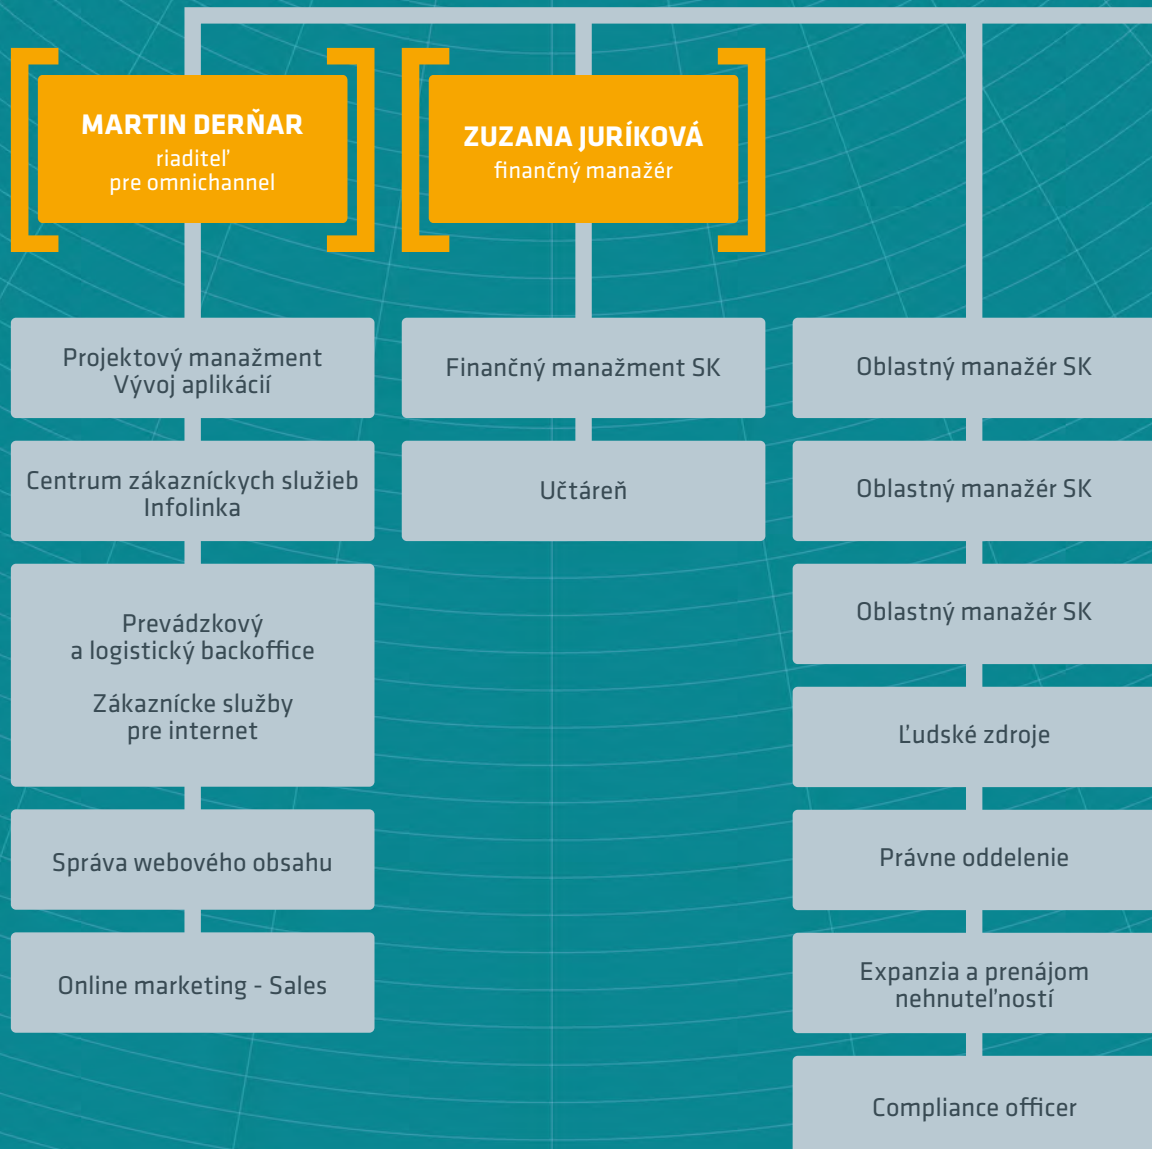 MARTIN DERŇAR
riaditeľ
pre omnichannel
Projektový manažment
Vývoj aplikácií
Centrum zákazníckych služieb
Infolinka
Prevádzkový
a logistický backoffice
Zákaznícke služby
pre internet
Správa webového obsahu
Online marketing - Sales
ZUZANA JURÍKOVÁ
finančný manažér
Finančný manažment SK
Učtáreň
Oblastný manažér SK
Oblastný manažér SK
Oblastný manažér SK
Ľudské zdroje
Právne oddelenie
Expanzia a prenájom
nehnuteľností
Compliance officer